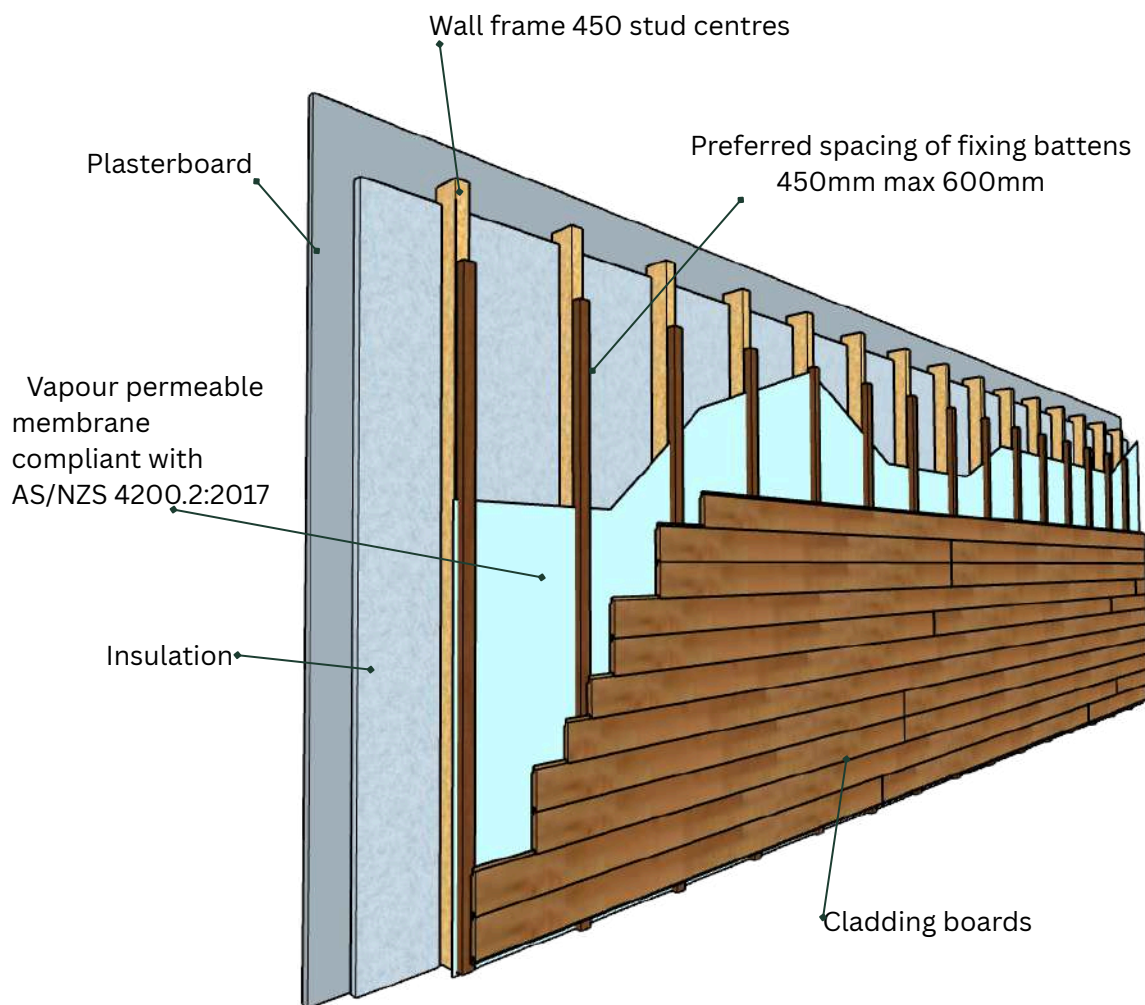 Wall frame 450 stud centres
Plasterboard
Preferred spacing of fixing battens
450mm max 600mm
Vapour permeable
membrane
compliant with
AS/NZS 4200.2:2017
Insulation
Cladding boards